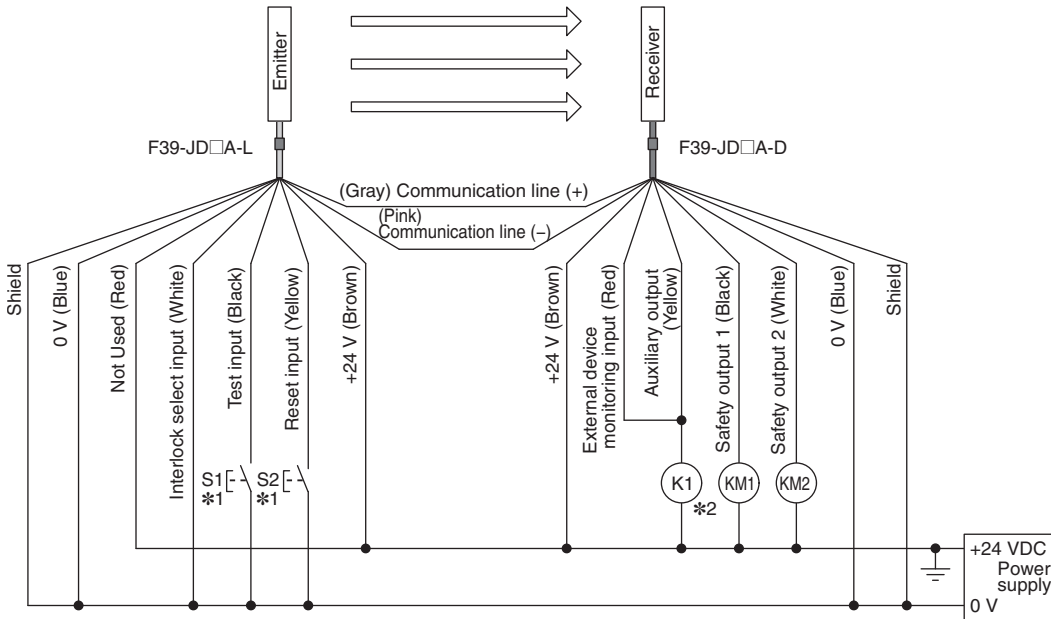 Emitter
Receiver
F39-JD□A-L
F39-JD□A-D
(Gray) Communication line (+)
(Pink)
Communication line (−)
Shield
0 V (Blue)
Not Used (Red)
Interlock select input (White)
Test input (Black)
Reset input (Yellow)
+24 V (Brown)
+24 V (Brown)
External device
monitoring input (Red)
Auxiliary output
(Yellow)
Safety output 1 (Black)
Safety output 2 (White)
0 V (Blue)
Shield
S1
✱1
S2
✱1
K1
✱2
KM1
KM2
+24 VDC
Power
supply
0 V